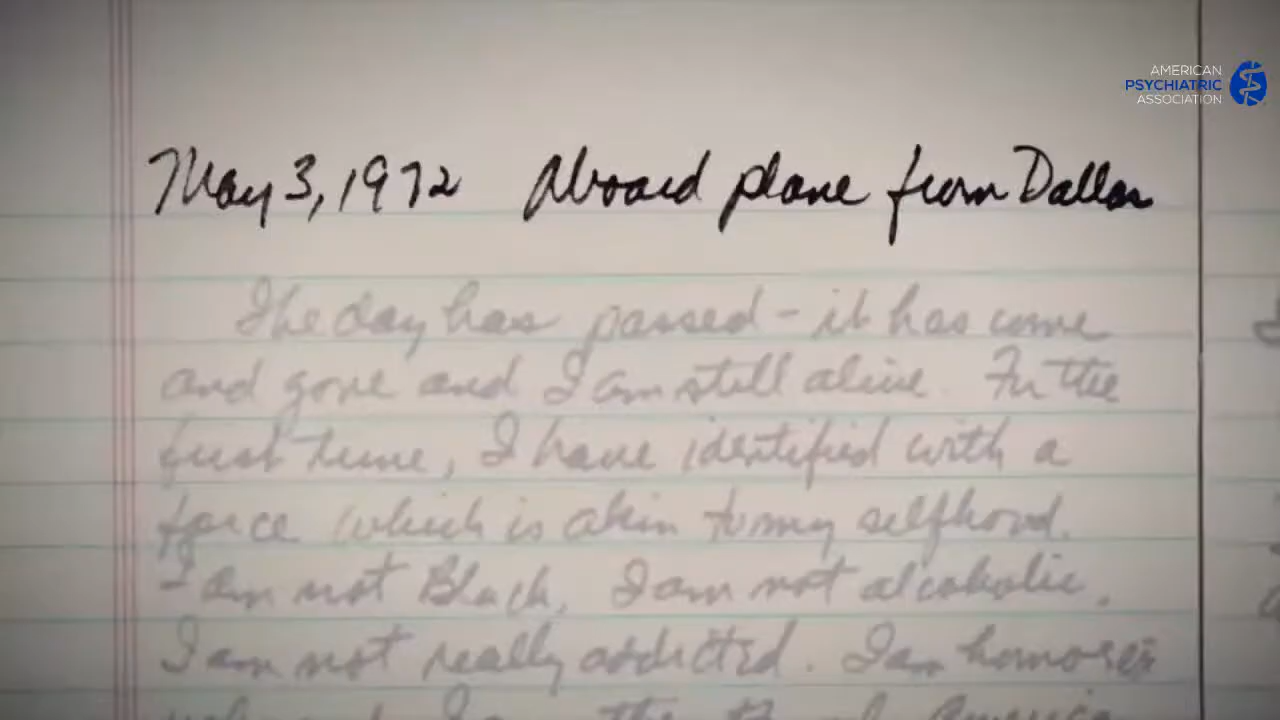 AMERICAN
PSYCHIATRIC
ASSOCIATION
May 3, 1972 Aboard plane from Dallas
The day has passed - it has come
and gone and I am still alive. For the
first time, I have identified with a
force which is akin to my selfhood.
I am not Black, I am not alcoholic,
I am not really addicted. I am homosex